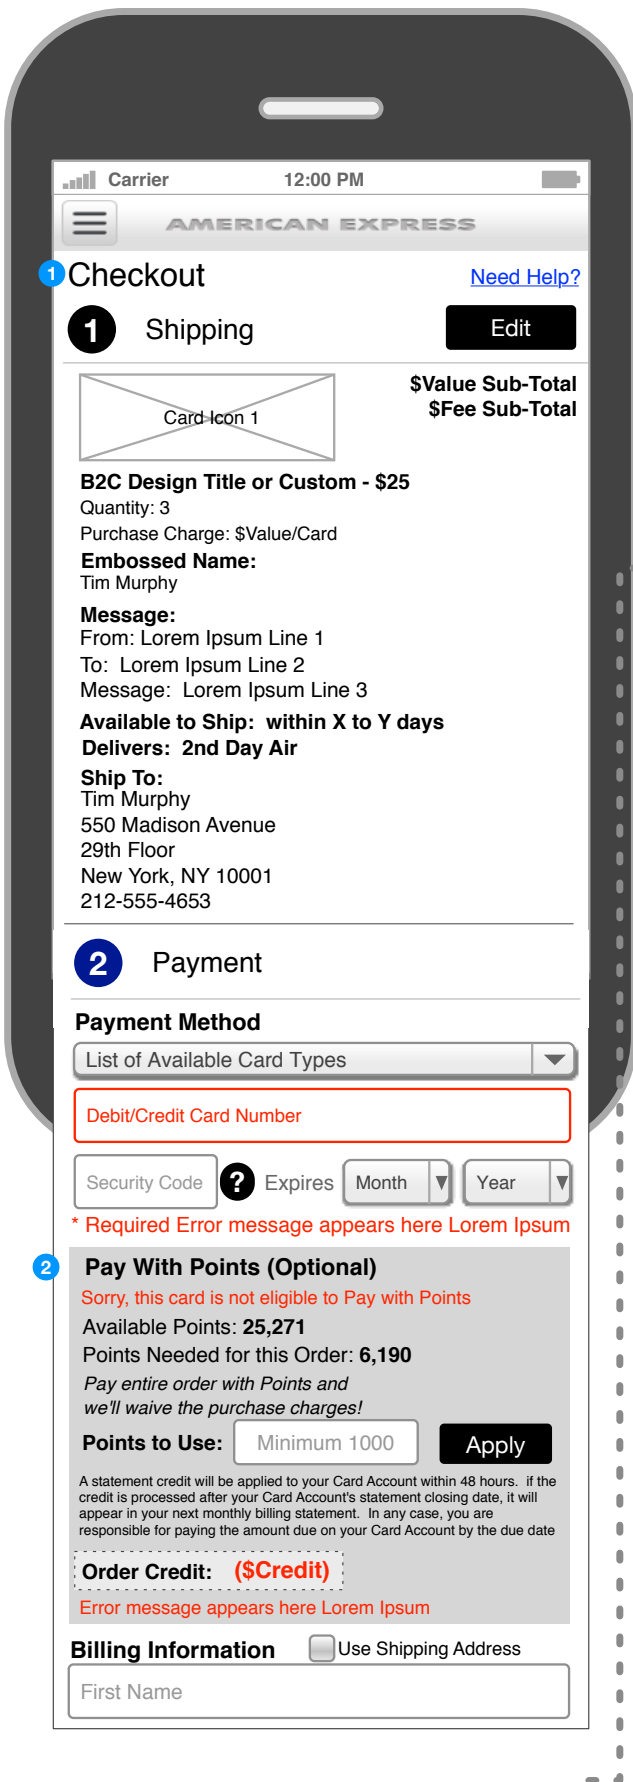 Carrier 12:00 PM
AMERICAN EXPRESS
1 Checkout Need Help?
1 Shipping Edit
Card Icon 1
$Value Sub-Total
$Fee Sub-Total
B2C Design Title or Custom - $25
Quantity: 3
Purchase Charge: $Value/Card
Embossed Name:
Tim Murphy
Message:
From: Lorem Ipsum Line 1
To: Lorem Ipsum Line 2
Message: Lorem Ipsum Line 3
Available to Ship: within X to Y days
Delivers: 2nd Day Air
Ship To:
Tim Murphy
550 Madison Avenue
29th Floor
New York, NY 10001
212-555-4653
2 Payment
Payment Method
List of Available Card Types
Debit/Credit Card Number
Security Code ? Expires Month Year
* Required Error message appears here Lorem Ipsum
2 Pay With Points (Optional)
Sorry, this card is not eligible to Pay with Points
Available Points: 25,271
Points Needed for this Order: 6,190
Pay entire order with Points and
we'll waive the purchase charges!
Points to Use: Minimum 1000 Apply
A statement credit will be applied to your Card Account within 48 hours. if the
credit is processed after your Card Account's statement closing date, it will
appear in your next monthly billing statement. In any case, you are
responsible for paying the amount due on your Card Account by the due date
Order Credit: ($Credit)
Error message appears here Lorem Ipsum
Billing Information Use Shipping Address
First Name